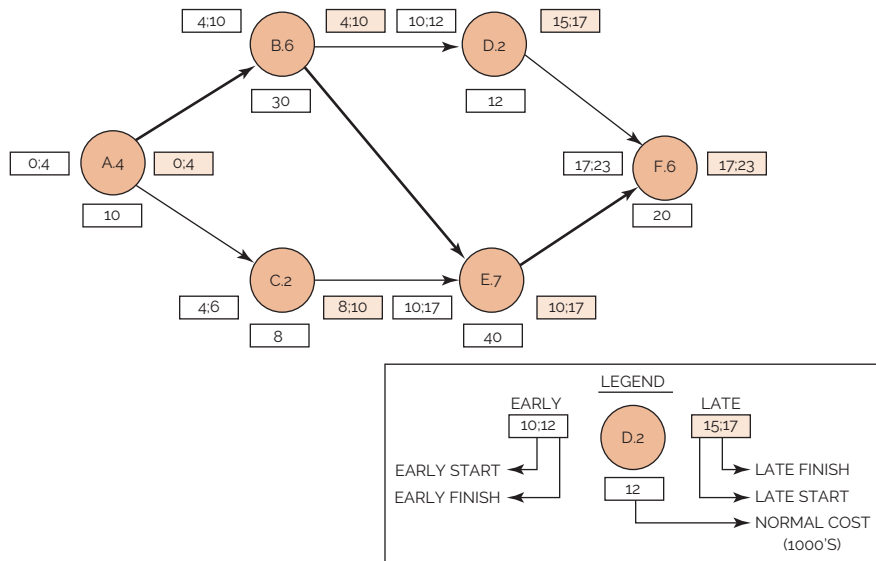 4;10
4;10
10;12
15;17
B.6
D.2
30
12
0;4
A.4
0;4
17;23
F.6
17;23
10
20
C.2
E.7
4;6
8;10
10;17
10;17
8
40
LEGEND
EARLY
LATE
10;12
D.2
15;17
EARLY START
LATE FINISH
12
EARLY FINISH
LATE START
NORMAL COST
(1000'S)